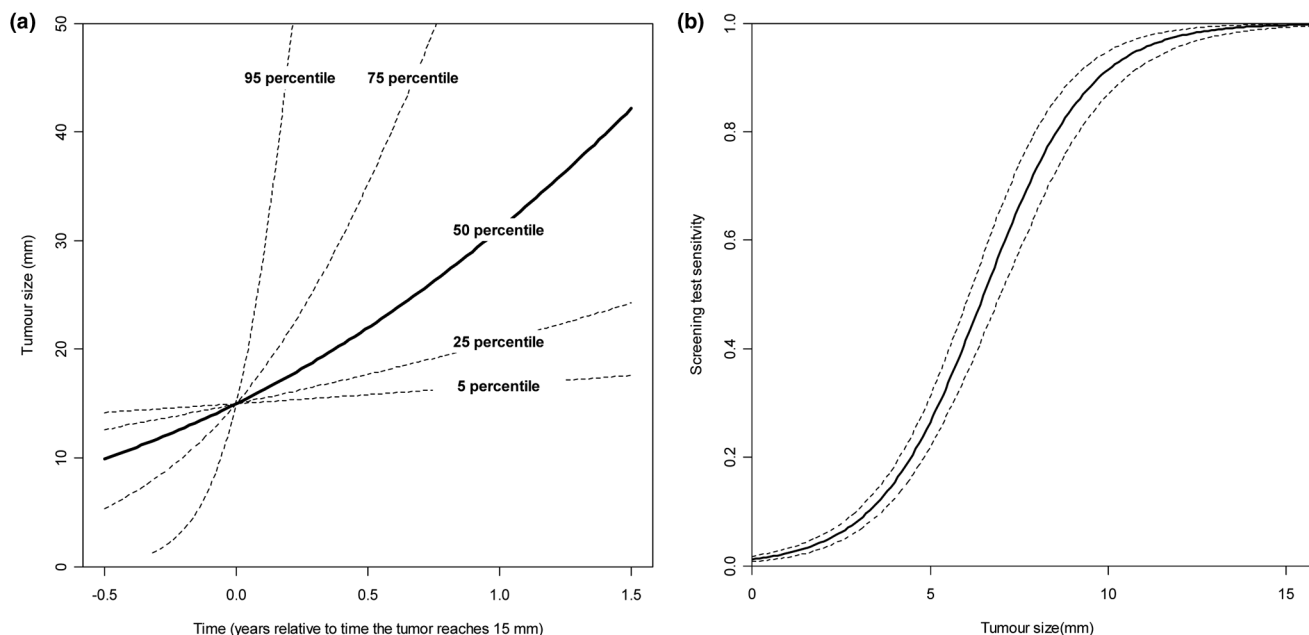 (a)
50
40
30
20
10
0
Tumour size (mm)
95 percentile
75 percentile
50 percentile
25 percentile
5 percentile
-0.5
0.0
0.5
1.0
1.5
Time (years relative to time the tumor reaches 15 mm)
(b)
1.0
0.8
0.6
0.4
0.2
0.0
Screening test sensitvity
0
5
10
15
Tumour size(mm)